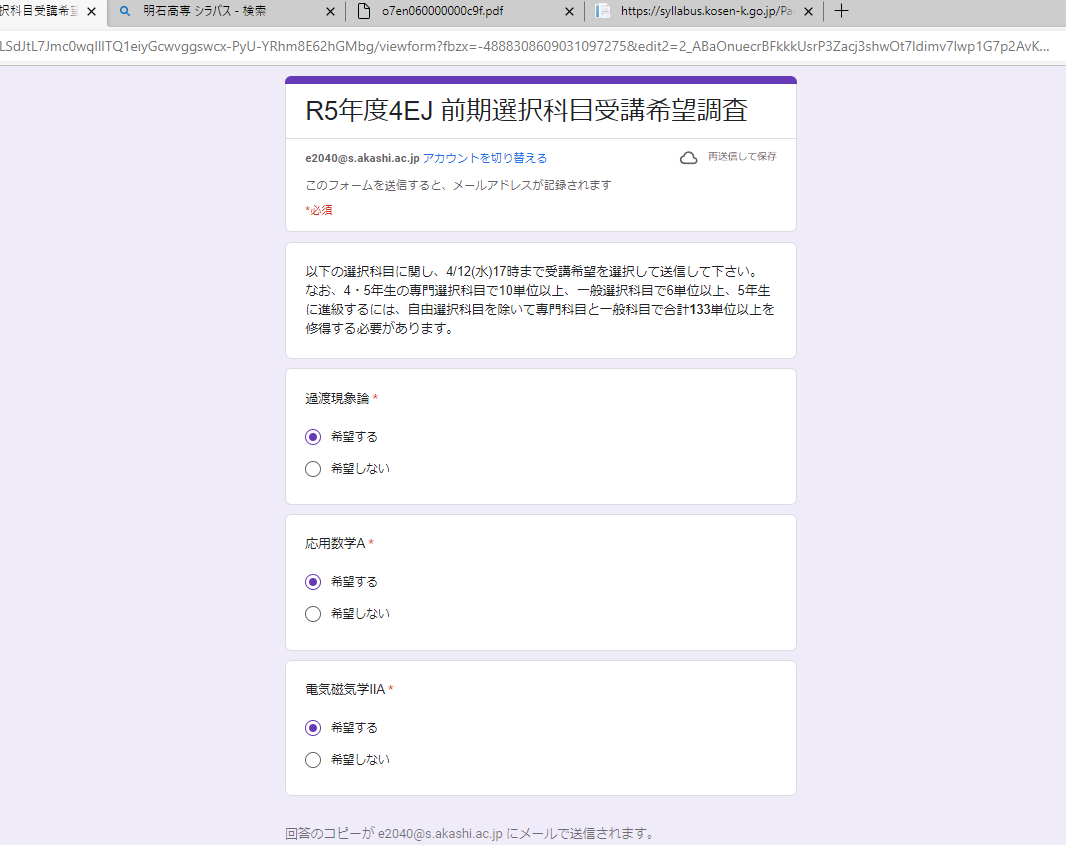 択科目受講希望
明石高専 シラバス - 検索
o7en060000000c9f.pdf
https://syllabus.kosen-k.go.jp/Pa
R5年度4EJ 前期選択科目受講希望調査
e2040@s.akashi.ac.jp アカウントを切り替える
再送信して保存
このフォームを送信すると、メールアドレスが記録されます
*必須
以下の選択科目に関し、4/12(水)17時まで受講希望を選択して送信して下さい。
なお、4・5年生の専門選択科目で10単位以上、一般選択科目で6単位以上、5年生
に進級するには、自由選択科目を除いて専門科目と一般科目で合計133単位以上を
修得する必要があります。
過渡現象論 *
希望する
希望しない
応用数学A *
希望する
希望しない
電気磁気学IIA *
希望する
希望しない
回答のコピーが e2040@s.akashi.ac.jp にメールで送信されます。